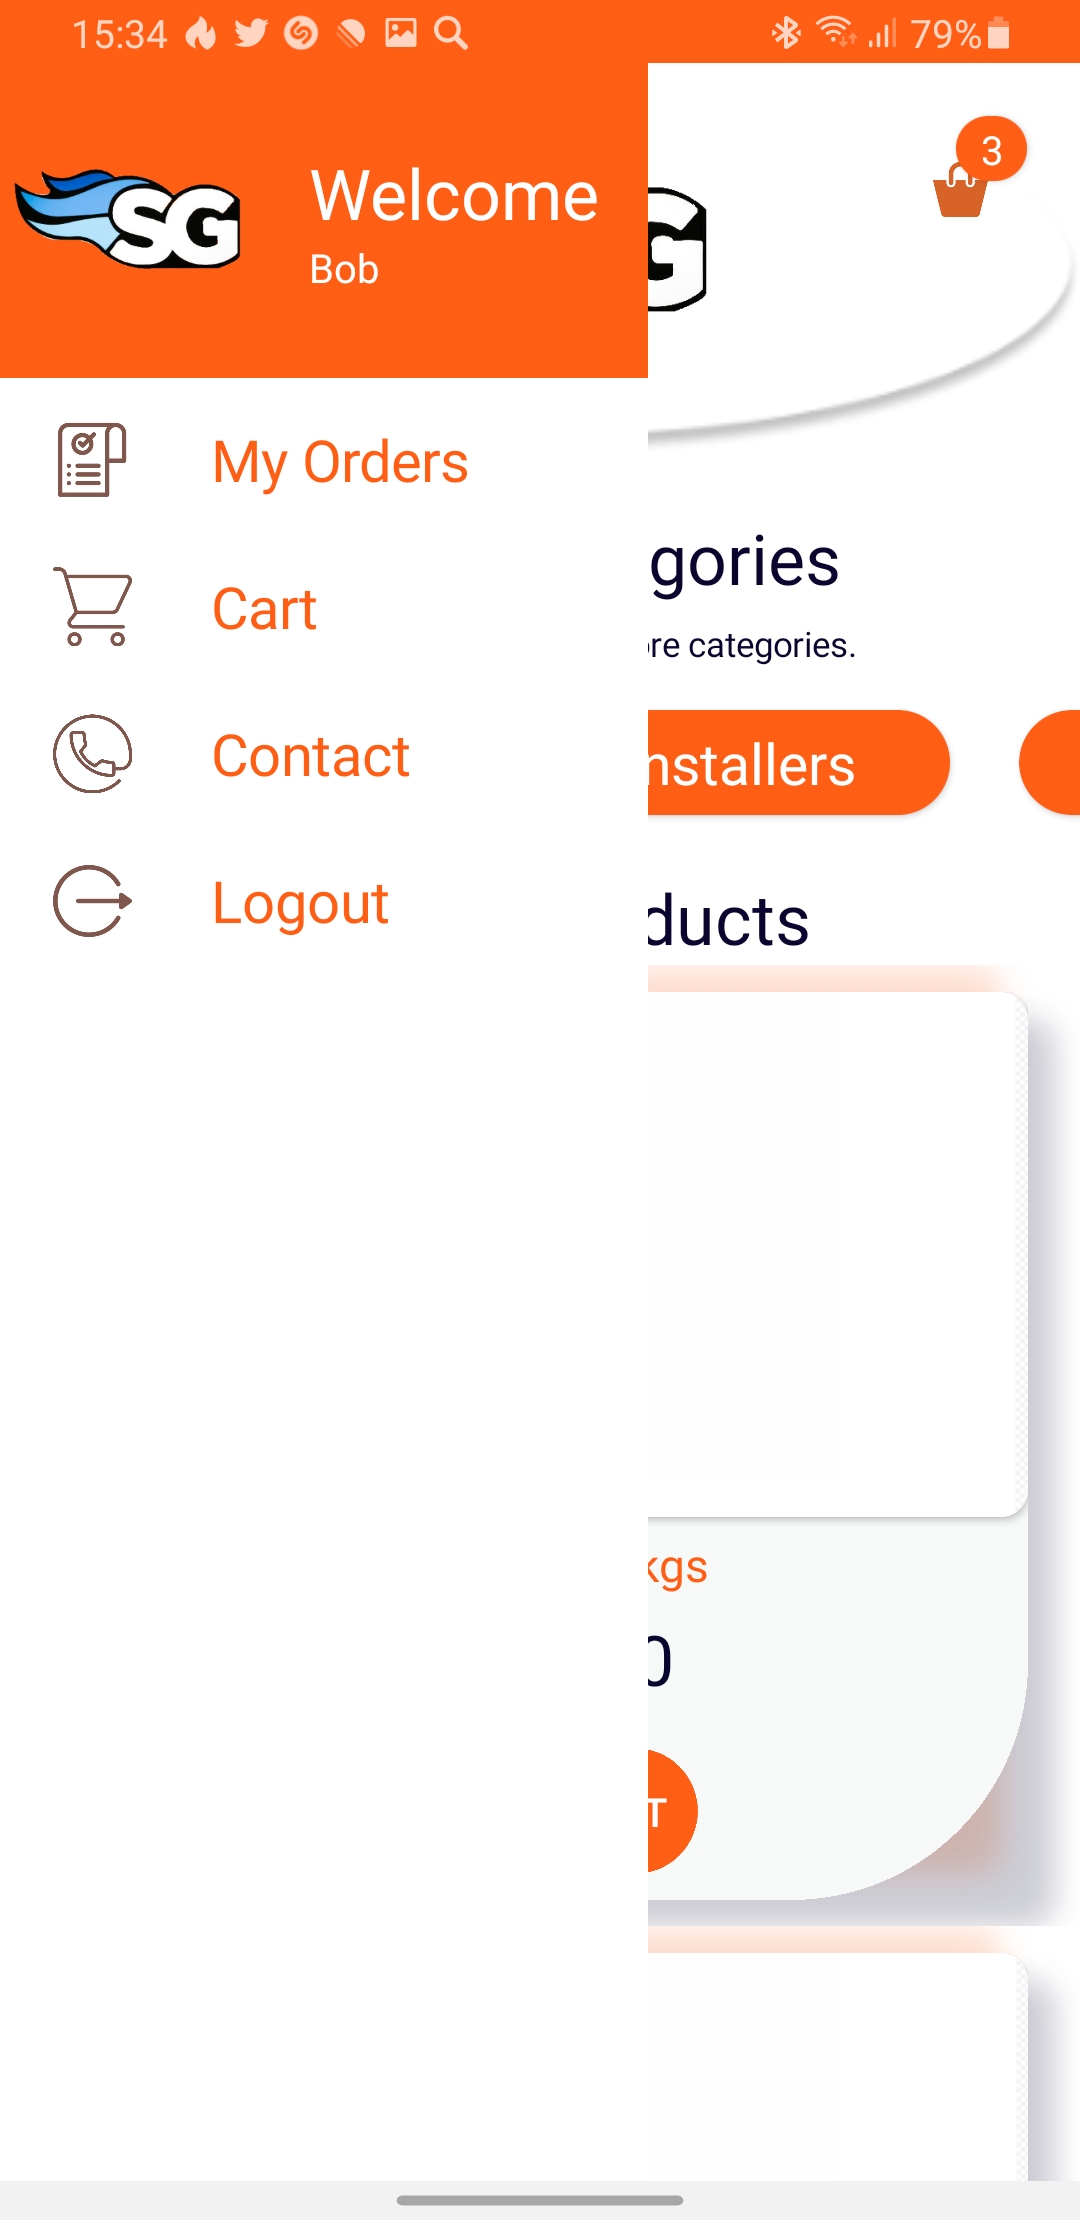 15:34
79%
SG
Welcome
Bob
3
G
My Orders
Cart
gories
re categories.
Contact
nstallers
Logout
ducts
kgs
0
T